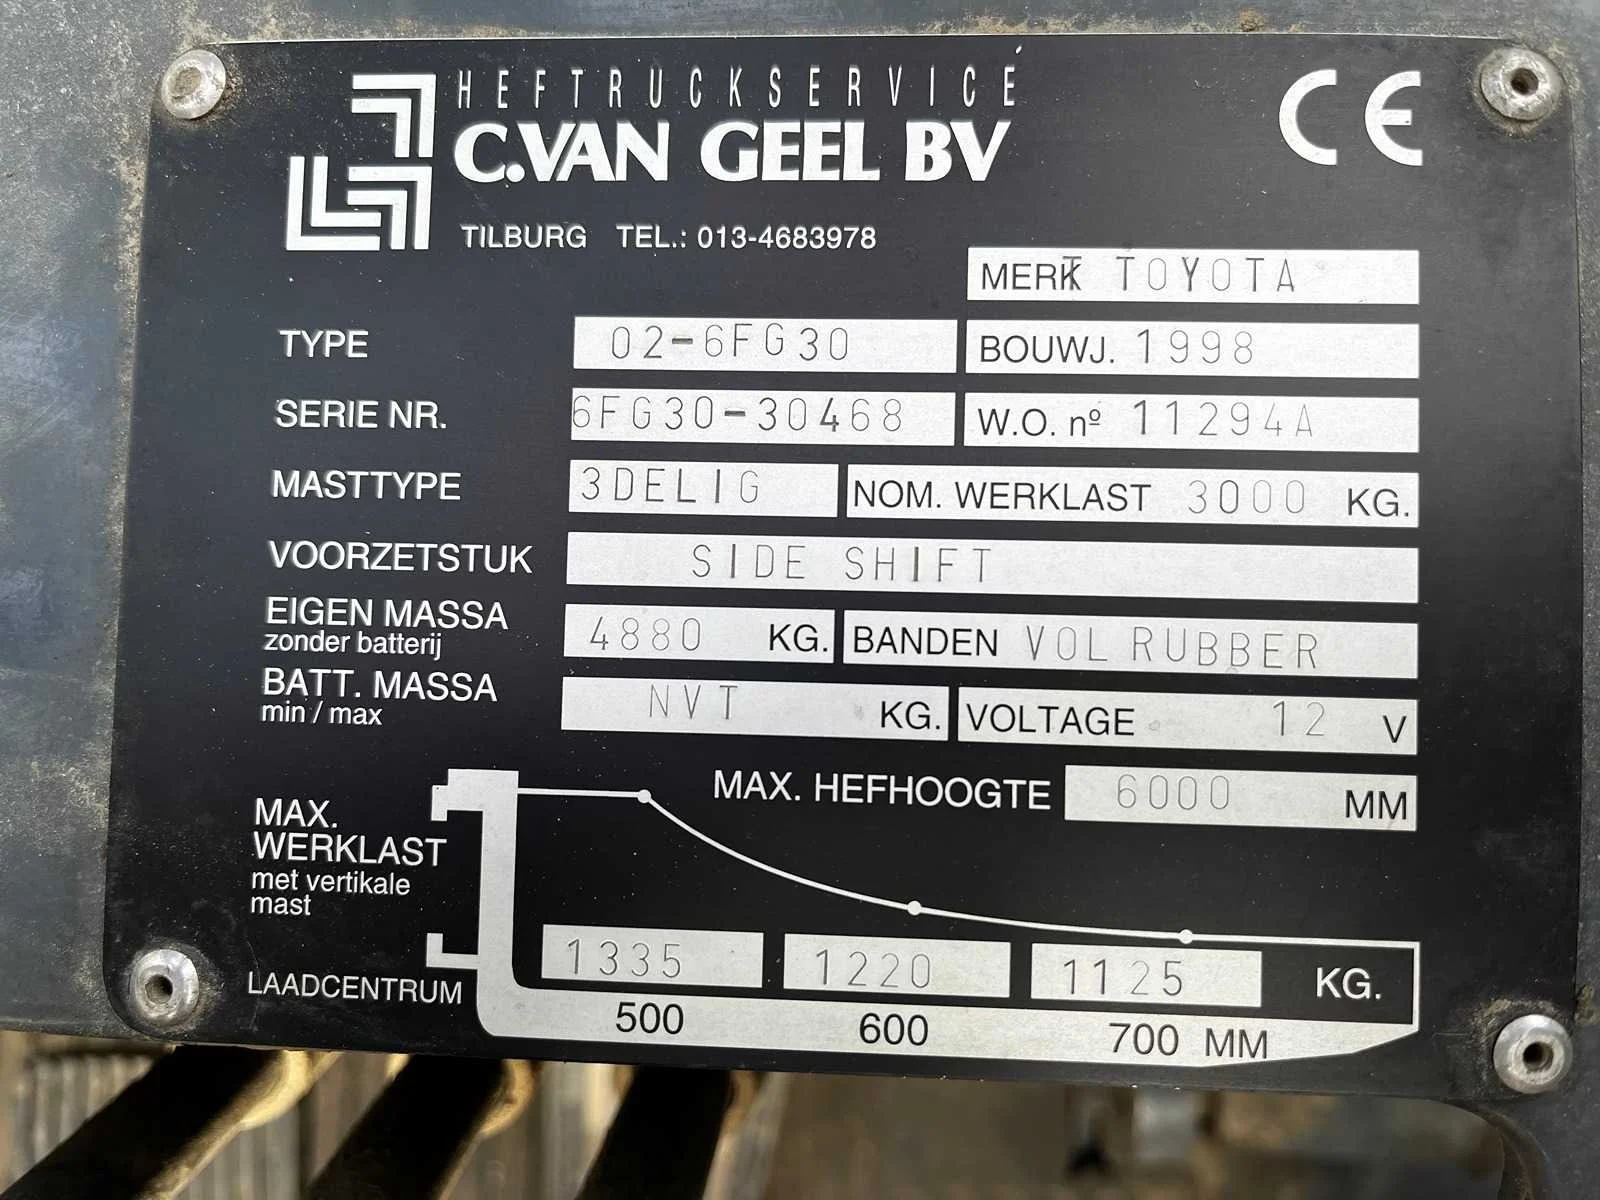 HEFTRUCKSERVICE
C.VAN GEEL BV
CE
TILBURG TEL.: 013-4683978
MERK T TOYOTA
TYPE 02-6FG30 BOUWJ. 1998
SERIE NR. 6FG30-30468 W.O. nº 11294A
MASTTYPE 3DELIG NOM. WERKLAST 3000 KG.
VOORZETSTUK SIDE SHIFT
EIGEN MASSA 4880 KG. BANDEN VOL RUBBER
zonder batterij
BATT. MASSA NVT KG. VOLTAGE 12 V
min / max
MAX. HEFHOOGTE 6000 MM
MAX.
WERKLAST
met vertikale
mast
1335 1220 1125 KG.
LAADCENTRUM 500 600 700 MM